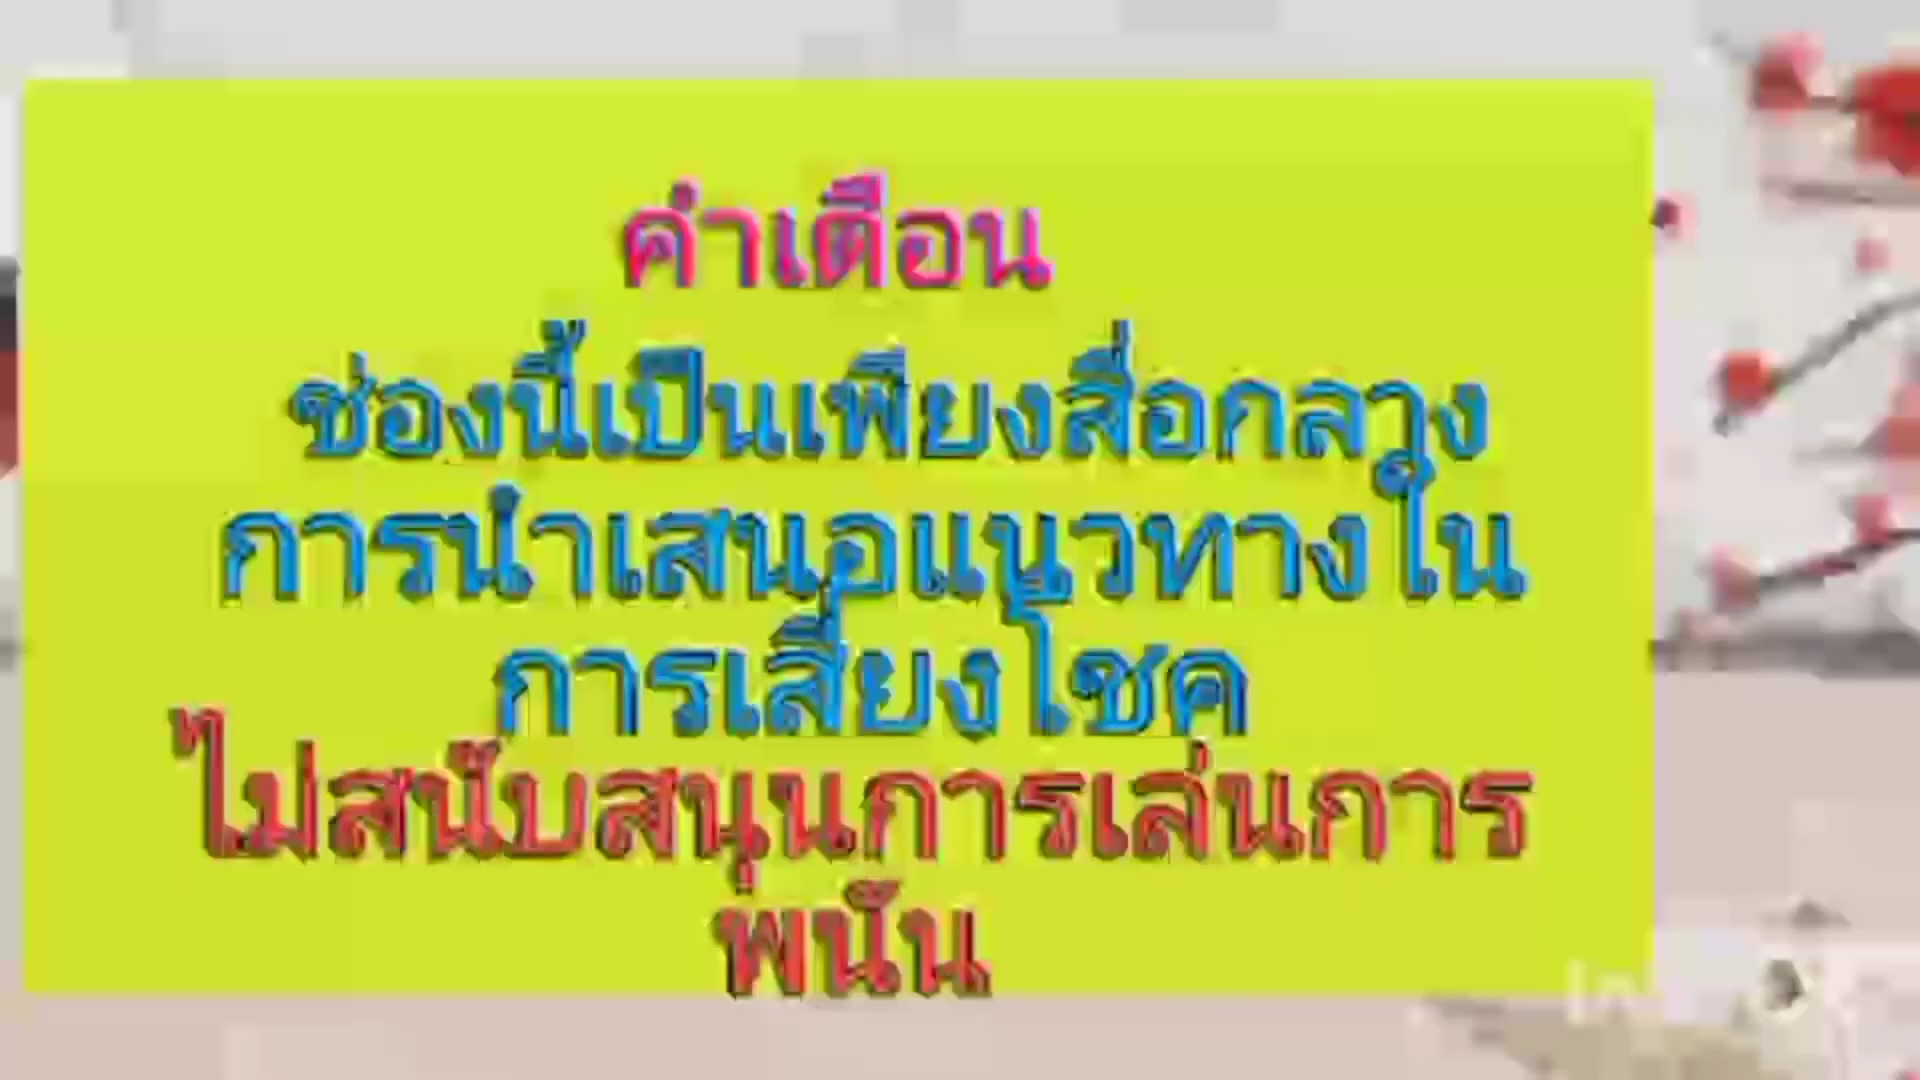 คำเตือน
ช่องนี้เป็นเพียงสื่อกลาง
การนำเสนอแนวทางใน
การเสี่ยงโชค
ไม่สนับสนุนการเล่นการ
พนัน